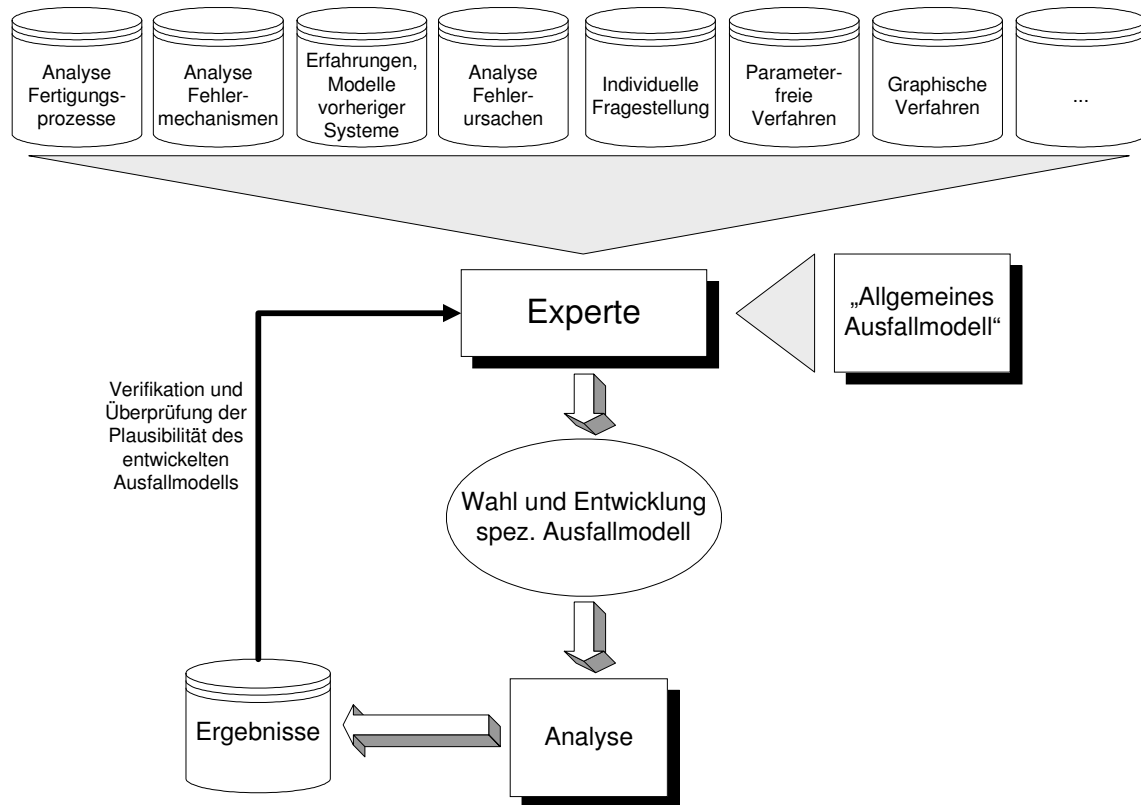 Analyse
Fertigungs-
prozesse
Analyse
Fehler-
mechanismen
Erfahrungen,
Modelle
vorheriger
Systeme
Analyse
Fehler-
ursachen
Individuelle
Fragestellung
Parameter-
freie
Verfahren
Graphische
Verfahren
...
Experte
„Allgemeines
Ausfallmodell“
Verifikation und
Überprüfung der
Plausibilität des
entwickelten
Ausfallmodells
Wahl und Entwicklung
spez. Ausfallmodell
Ergebnisse
Analyse